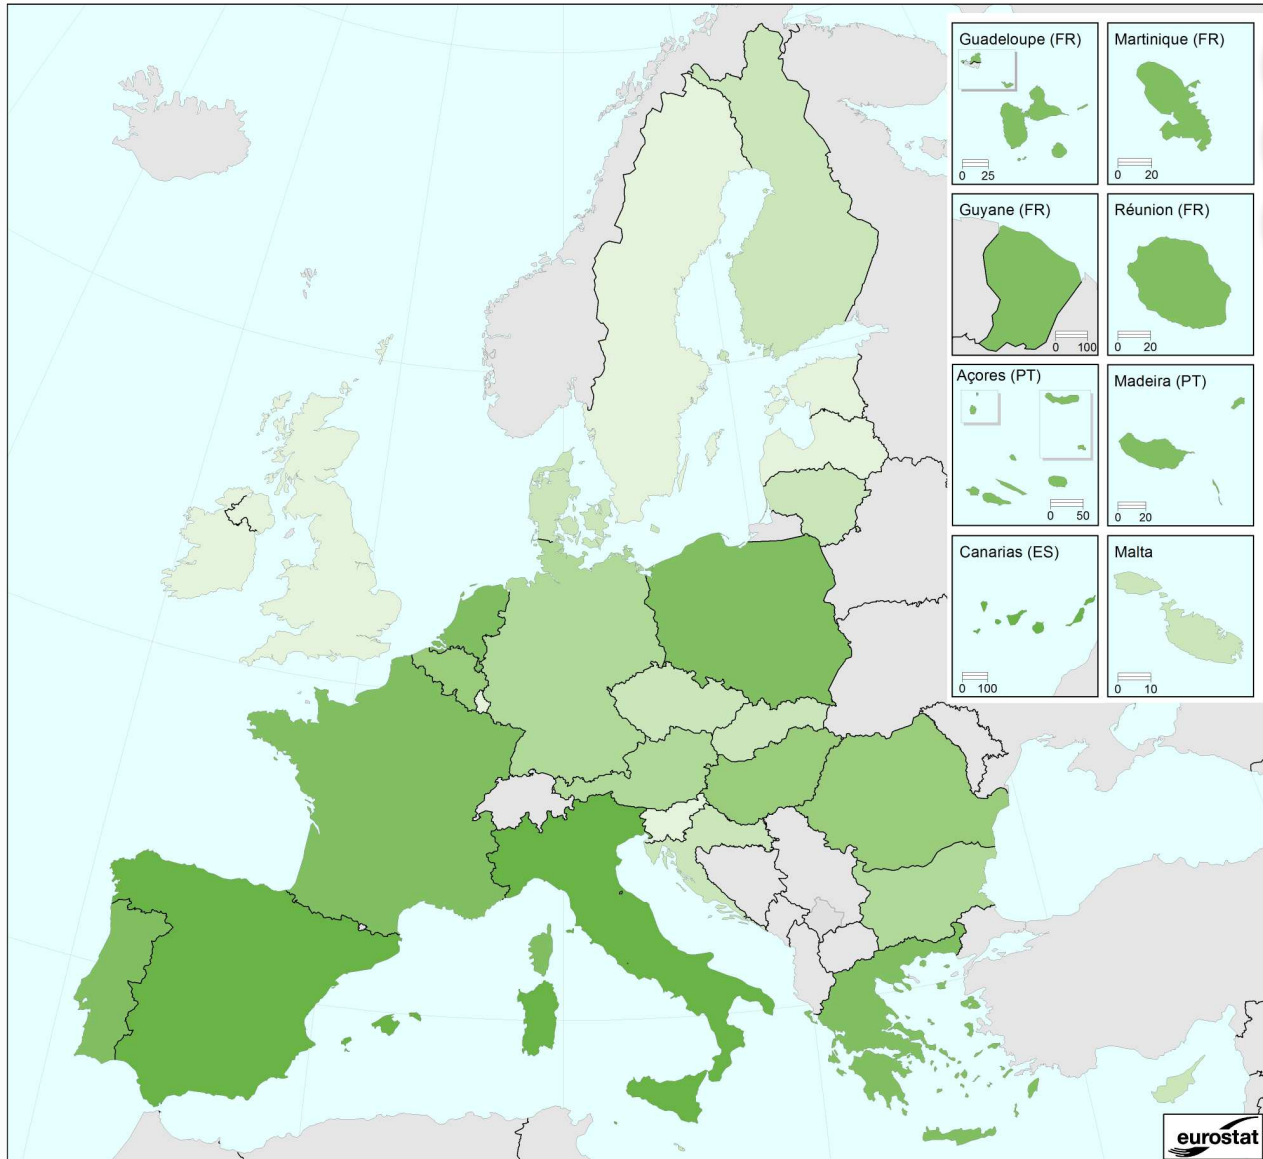 Guadeloupe (FR)
0 25
Martinique (FR)
0 20
Guyane (FR)
0 100
Réunion (FR)
0 20
Açores (PT)
0 50
Madeira (PT)
0 20
Canarias (ES)
0 100
Malta
0 10
eurostat